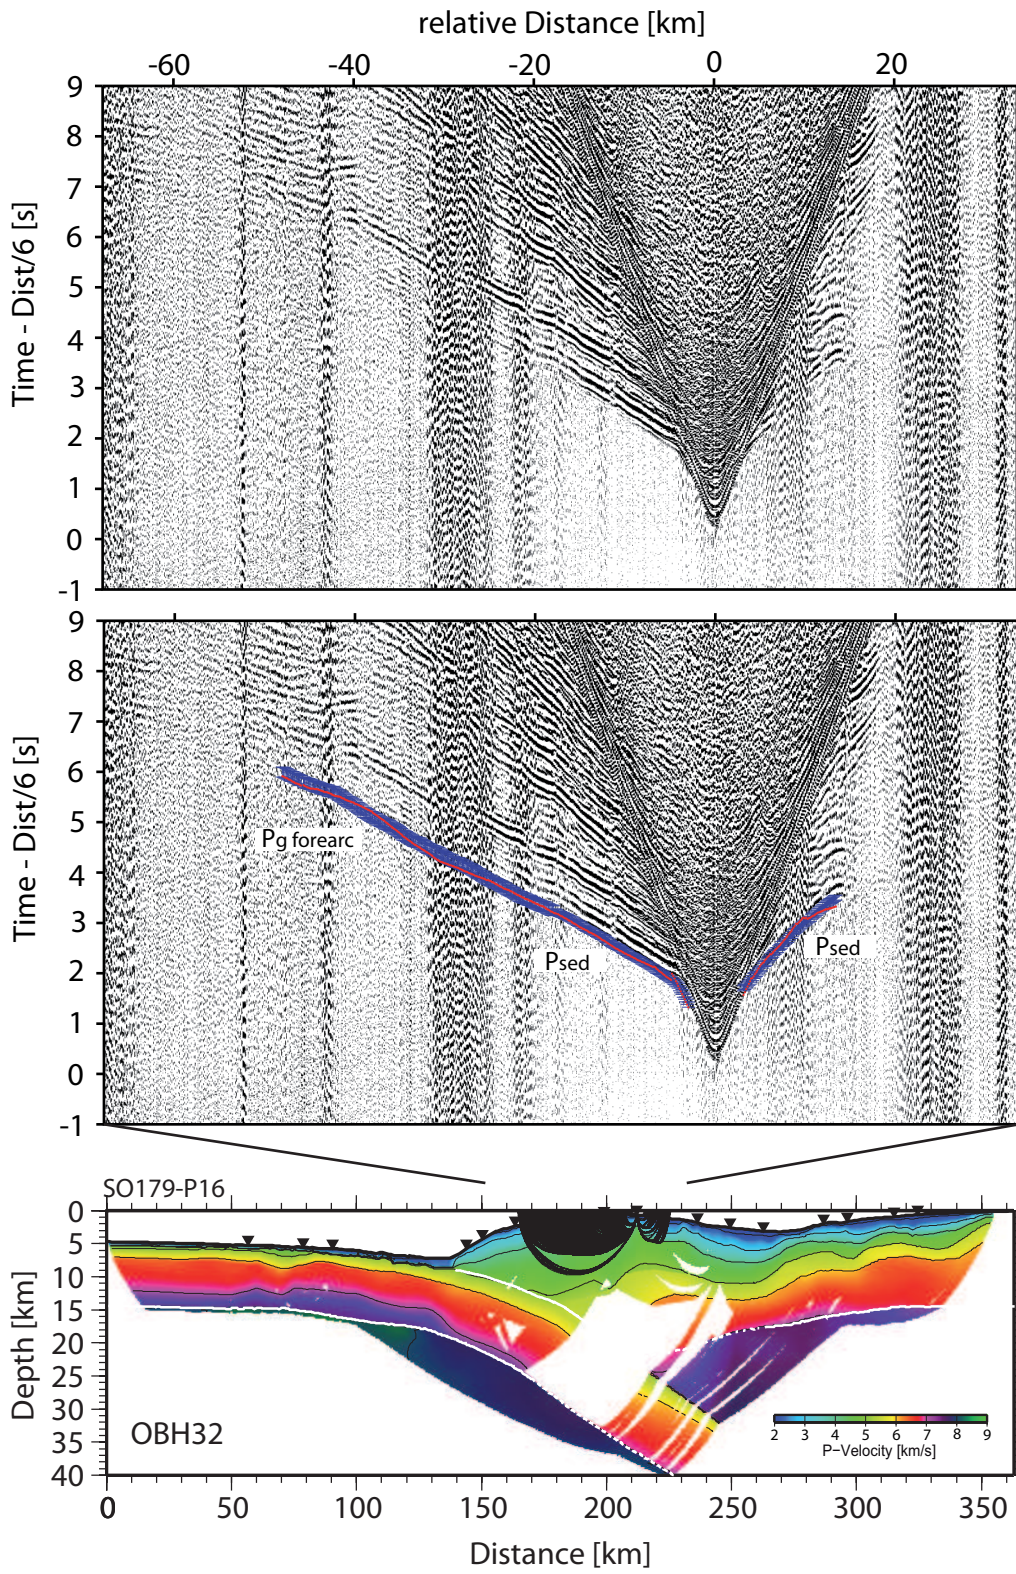 relative Distance [km]
-60 -40 -20 0 20
9
8
7
6
5
4
3
2
1
0
-1
Time - Dist/6 [s]
9
8
7
6
5
4
3
2
1
0
-1
Time - Dist/6 [s]
Pg forearc
Psed
Psed
SO179-P16
0
5
10
15
20
25
30
35
40
Depth [km]
OBH32
2 3 4 5 6 7 8 9
P-Velocity [km/s]
0 50 100 150 200 250 300 350
Distance [km]